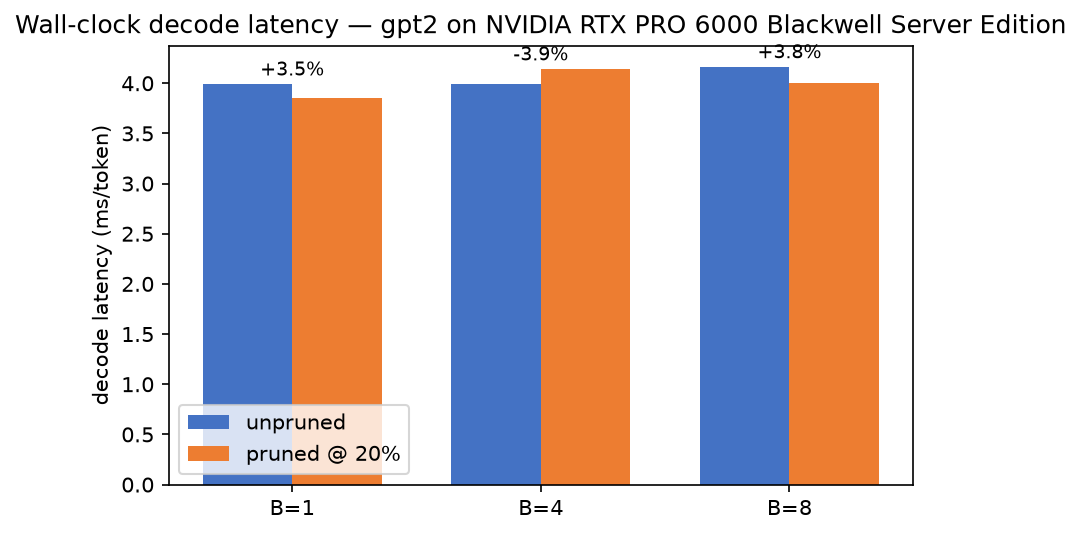 Wall-clock decode latency — gpt2 on NVIDIA RTX PRO 6000 Blackwell Server Edition
+3.5%
-3.9%
+3.8%
decode latency (ms/token)
4.0
3.5
3.0
2.5
2.0
1.5
1.0
0.5
0.0
unpruned
pruned @ 20%
B=1
B=4
B=8